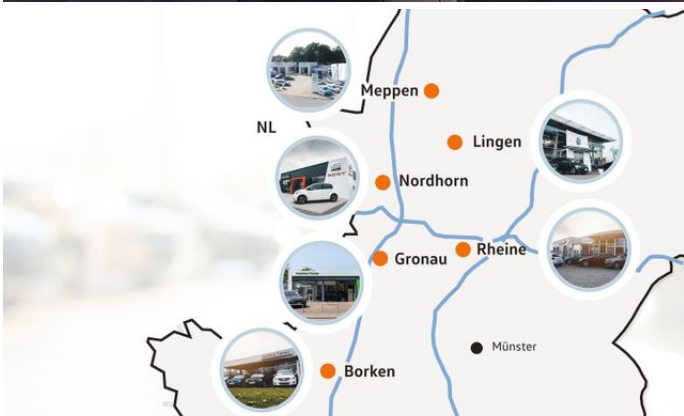 Meppen
NL
Lingen
Nordhorn
Rheine
Gronau
Münster
Borken